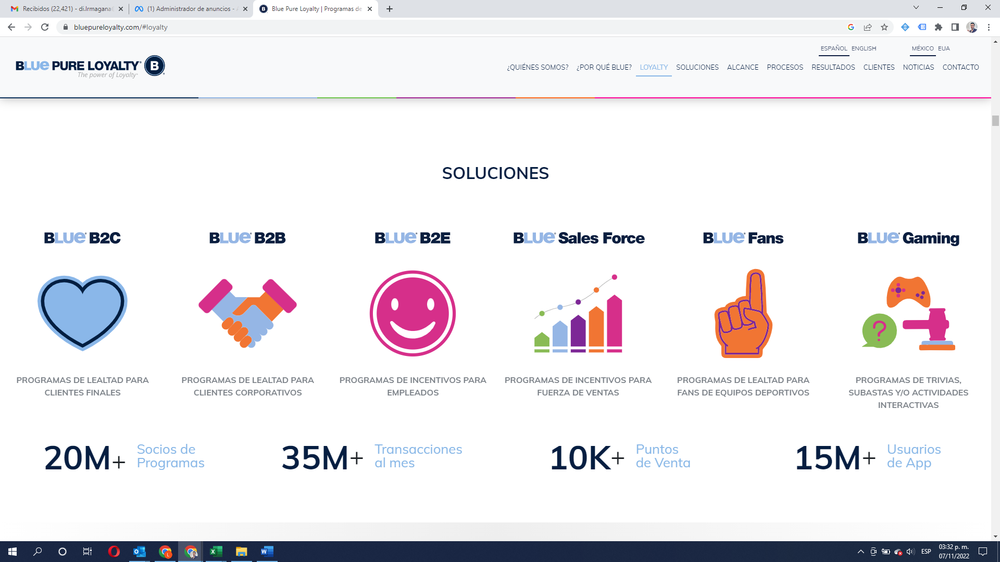 Recibidos (22,421) - di.lrmagana
(1) Administrador de anuncios -
Blue Pure Loyalty | Programas de
bluepureloyalty.com/#loyalty
ESPAÑOL ENGLISH MÉXICO EUA
BLUE PURE LOYALTY B
The power of Loyalty
¿QUIÉNES SOMOS? ¿POR QUÉ BLUE? LOYALTY SOLUCIONES ALCANCE PROCESOS RESULTADOS CLIENTES NOTICIAS CONTACTO
SOLUCIONES
BLUE B2C
BLUE B2B
BLUE B2E
BLUE Sales Force
BLUE Fans
BLUE Gaming
PROGRAMAS DE LEALTAD PARA
CLIENTES FINALES
PROGRAMAS DE LEALTAD PARA
CLIENTES CORPORATIVOS
PROGRAMAS DE INCENTIVOS PARA
EMPLEADOS
PROGRAMAS DE INCENTIVOS PARA
FUERZA DE VENTAS
PROGRAMAS DE LEALTAD PARA
FANS DE EQUIPOS DEPORTIVOS
PROGRAMAS DE TRIVIAS,
SUBASTAS Y/O ACTIVIDADES
INTERACTIVAS
20M+ Socios de
Programas
35M+ Transacciones
al mes
10K+ Puntos
de Venta
15M+ Usuarios
de App
ESP
03:32 p. m.
07/11/2022